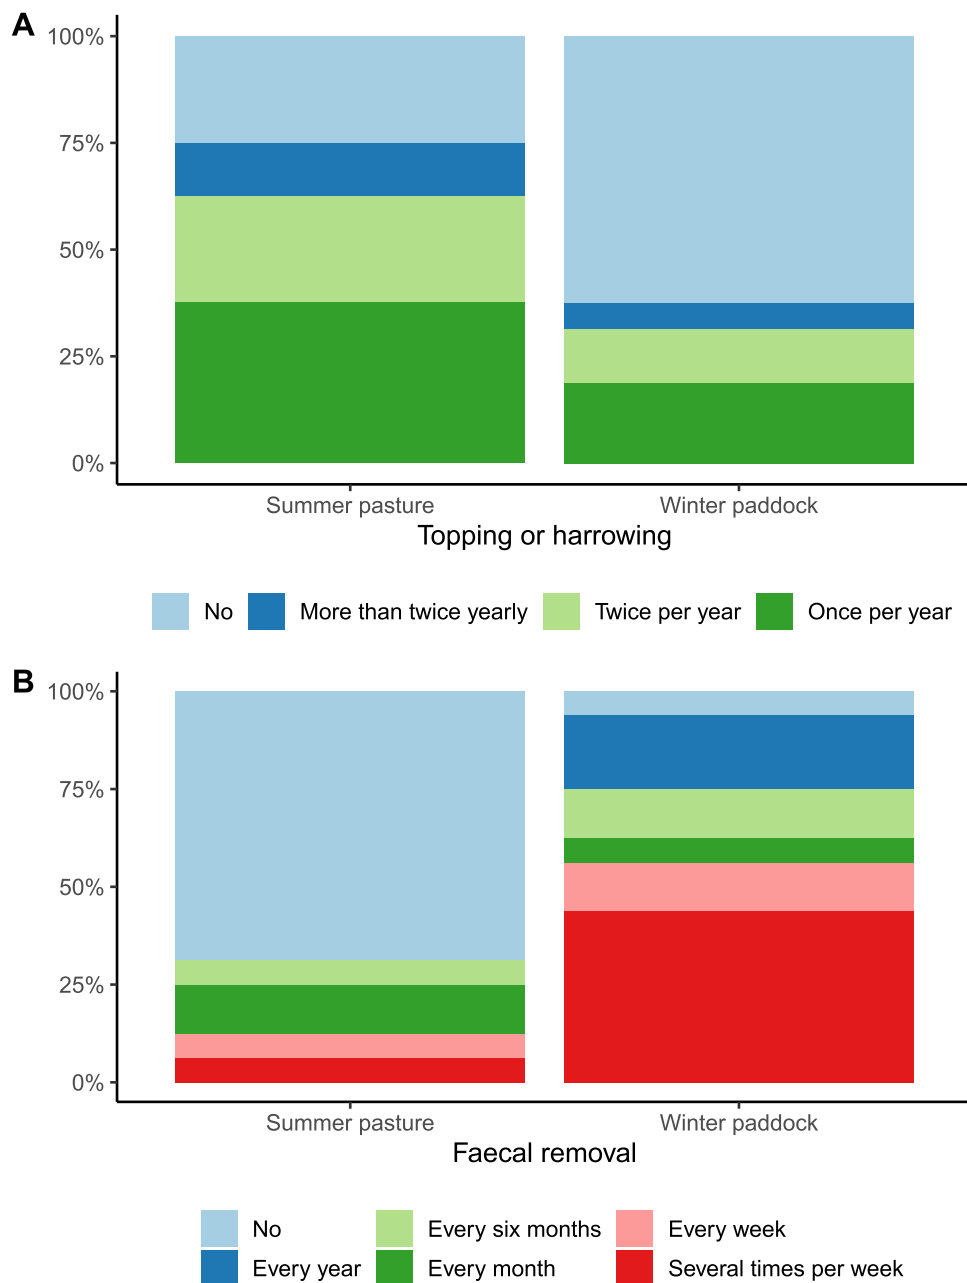 A
100%
75%
50%
25%
0%
Summer pasture Winter paddock
Topping or harrowing
No More than twice yearly Twice per year Once per year
B
100%
75%
50%
25%
0%
Summer pasture Winter paddock
Faecal removal
No Every six months Every week
Every year Every month Several times per week